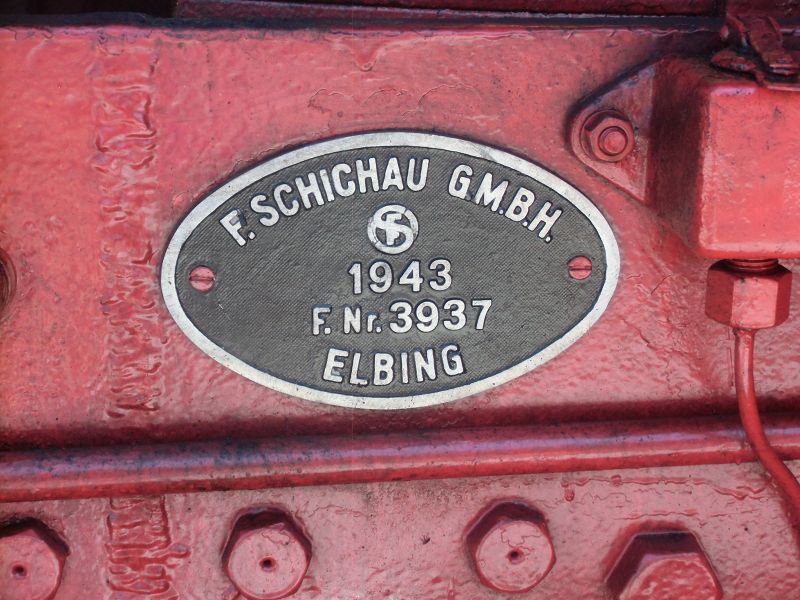 F. SCHICHAU G.M.B.H.
1943
F. Nr. 3937
ELBING